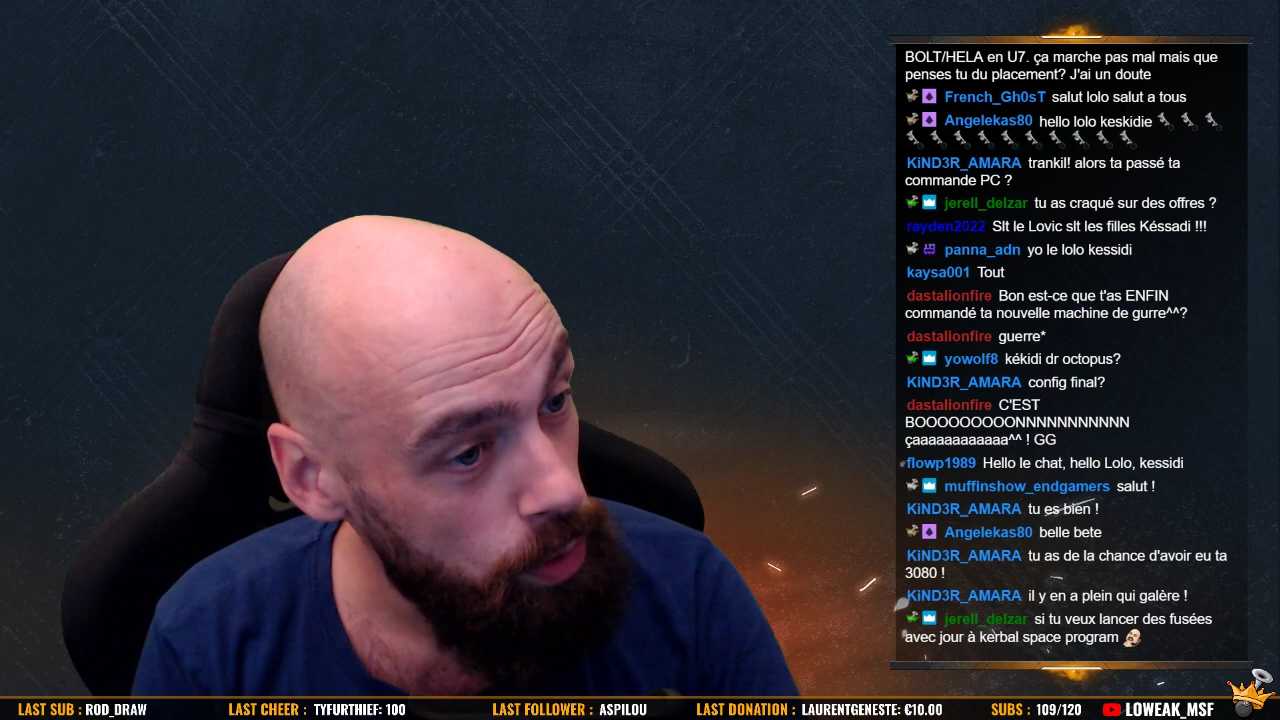 BOLT/HELA en U7. ça marche pas mal mais que
penses tu du placement? J'ai un doute
French_Gh0sT salut lolo salut a tous
Angelekas80 hello lolo keskidie
KiND3R_AMARA trankil! alors ta passé ta
commande PC ?
jerell_delzar tu as craqué sur des offres ?
rayden2022 Slt le Lovic slt les filles Késsadi !!!
panna_adn yo le lolo kessidi
kaysa001 Tout
dastalionfire Bon est-ce que t'as ENFIN
commandé ta nouvelle machine de gurre^^?
dastalionfire guerre*
yowolf8 kékidi dr octopus?
KiND3R_AMARA config final?
dastalionfire C'EST
BOOOOOOOOONNNNNNNNNNN
çaaaaaaaaaaaa^^ ! GG
flowp1989 Hello le chat, hello Lolo, kessidi
muffinshow_endgamers salut !
KiND3R_AMARA tu es bien !
Angelekas80 belle bete
KiND3R_AMARA tu as de la chance d'avoir eu ta
3080 !
KiND3R_AMARA il y en a plein qui galère !
jerell_delzar si tu veux lancer des fusées
avec jour à kerbal space program
LAST SUB : ROD_DRAW LAST CHEER : TYFURTHIEF: 100 LAST FOLLOWER : ASPILOU LAST DONATION : LAURENTGENESTE: €10.00 SUBS : 109/120 LOWEAK_MSF